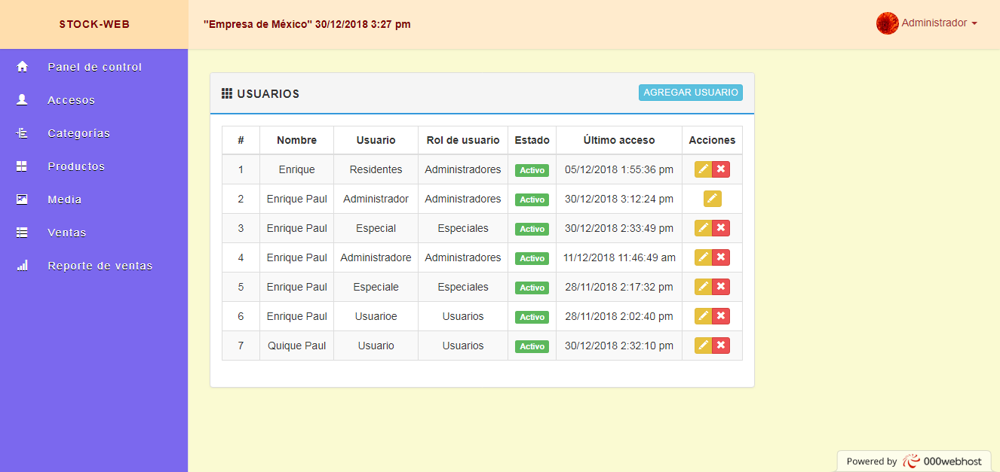 STOCK-WEB
"Empresa de México" 30/12/2018 3:27 pm
Administrador
Panel de control
Accesos
Categorías
Productos
Media
Ventas
Reporte de ventas
USUARIOS
AGREGAR USUARIO
# Nombre Usuario Rol de usuario Estado Último acceso Acciones
1 Enrique Residentes Administradores Activo 05/12/2018 1:55:36 pm
2 Enrique Paul Administrador Administradores Activo 30/12/2018 3:12:24 pm
3 Enrique Paul Especial Especiales Activo 30/12/2018 2:33:49 pm
4 Enrique Paul Administradore Administradores Activo 11/12/2018 11:46:49 am
5 Enrique Paul Especiale Especiales Activo 28/11/2018 2:17:32 pm
6 Enrique Paul Usuarioe Usuarios Activo 28/11/2018 2:02:40 pm
7 Quique Paul Usuario Usuarios Activo 30/12/2018 2:32:10 pm
Powered by 000webhost